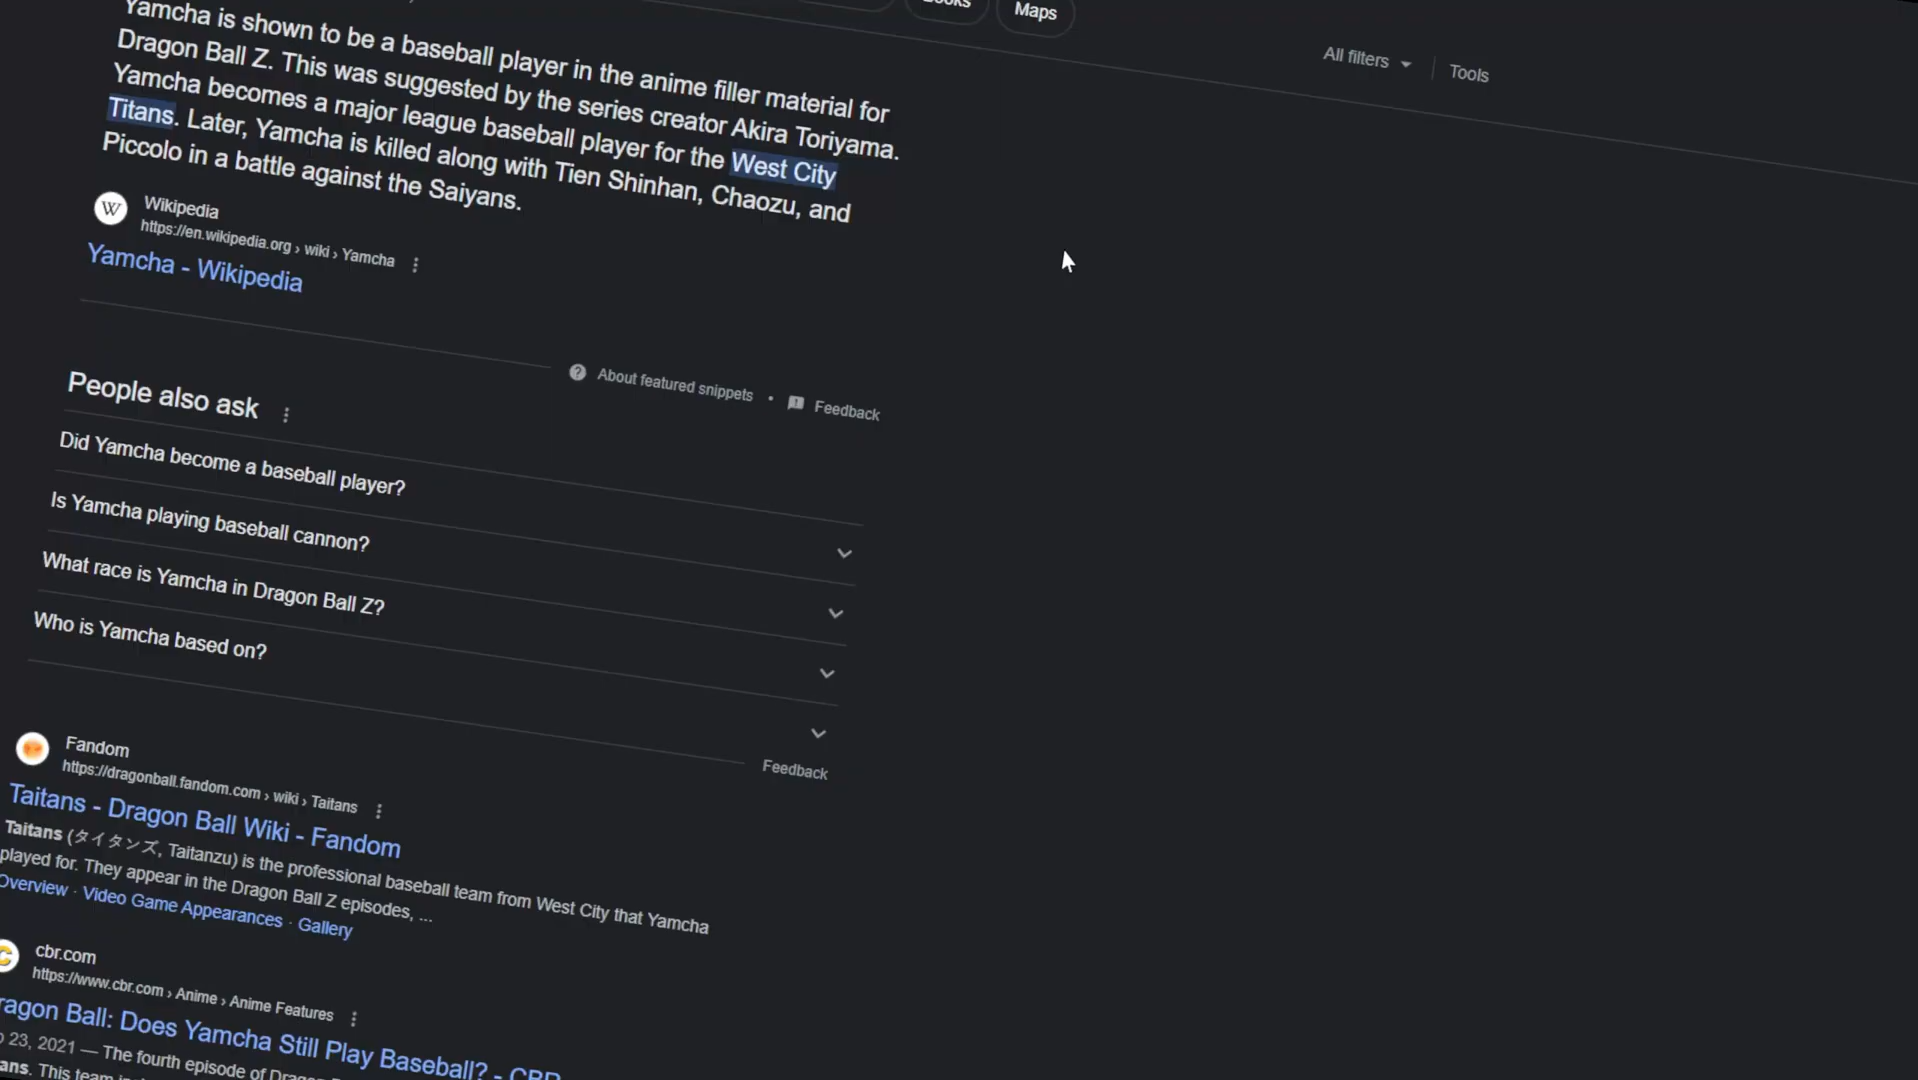 Books
Maps
All filters
Tools
Yamcha is shown to be a baseball player in the anime filler material for
Dragon Ball Z. This was suggested by the series creator Akira Toriyama.
Yamcha becomes a major league baseball player for the West City
Titans. Later, Yamcha is killed along with Tien Shinhan, Chaozu, and
Piccolo in a battle against the Saiyans.
W
Wikipedia
https://en.wikipedia.org › wiki › Yamcha
Yamcha - Wikipedia
About featured snippets • Feedback
People also ask
Did Yamcha become a baseball player?
Is Yamcha playing baseball cannon?
What race is Yamcha in Dragon Ball Z?
Who is Yamcha based on?
Feedback
Fandom
https://dragonball.fandom.com › wiki › Taitans
Taitans - Dragon Ball Wiki - Fandom
Taitans (タイタンズ, Taitanzu) is the professional baseball team from West City that Yamcha
played for. They appear in the Dragon Ball Z episodes, ...
Overview · Video Game Appearances · Gallery
cbr.com
https://www.cbr.com › Anime › Anime Features
ragon Ball: Does Yamcha Still Play Baseball? - CBR
23, 2021 — The fourth episode of Drago
ans. This team